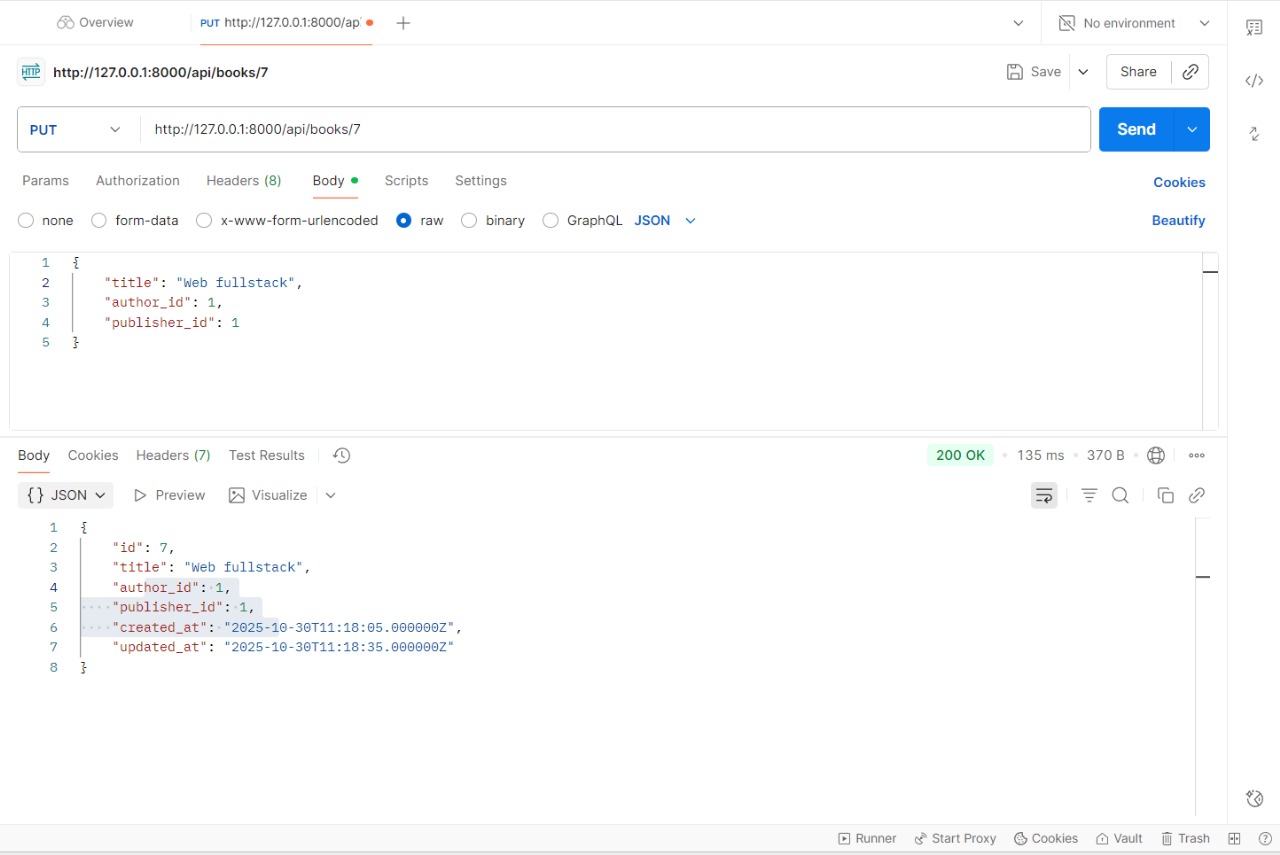 Overview
PUT http://127.0.0.1:8000/ap
No environment
HTTP http://127.0.0.1:8000/api/books/7
Save
Share
PUT http://127.0.0.1:8000/api/books/7
Send
Params Authorization Headers (8) Body Scripts Settings
Cookies
none form-data x-www-form-urlencoded raw binary GraphQL JSON
Beautify
1 {
2 "title": "Web fullstack",
3 "author_id": 1,
4 "publisher_id": 1
5 }
Body Cookies Headers (7) Test Results
200 OK • 135 ms • 370 B •
{} JSON Preview Visualize
1 {
2 "id": 7,
3 "title": "Web fullstack",
4 "author_id": 1,
5 "publisher_id": 1,
6 "created_at": "2025-10-30T11:18:05.000000Z",
7 "updated_at": "2025-10-30T11:18:35.000000Z"
8 }
Runner Start Proxy Cookies Vault Trash